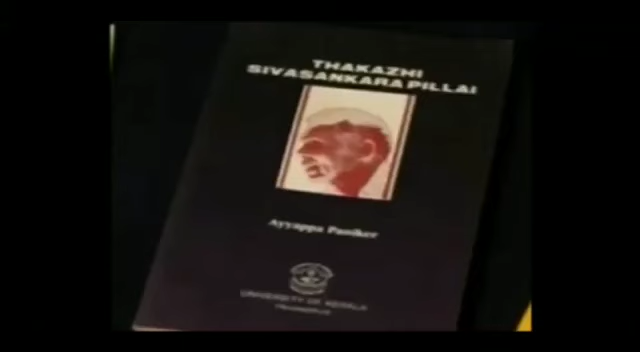 THAKAZHI
SIVASANKARA PILLAI
Ayyappa Paniker
UNIVERSITY OF KERALA